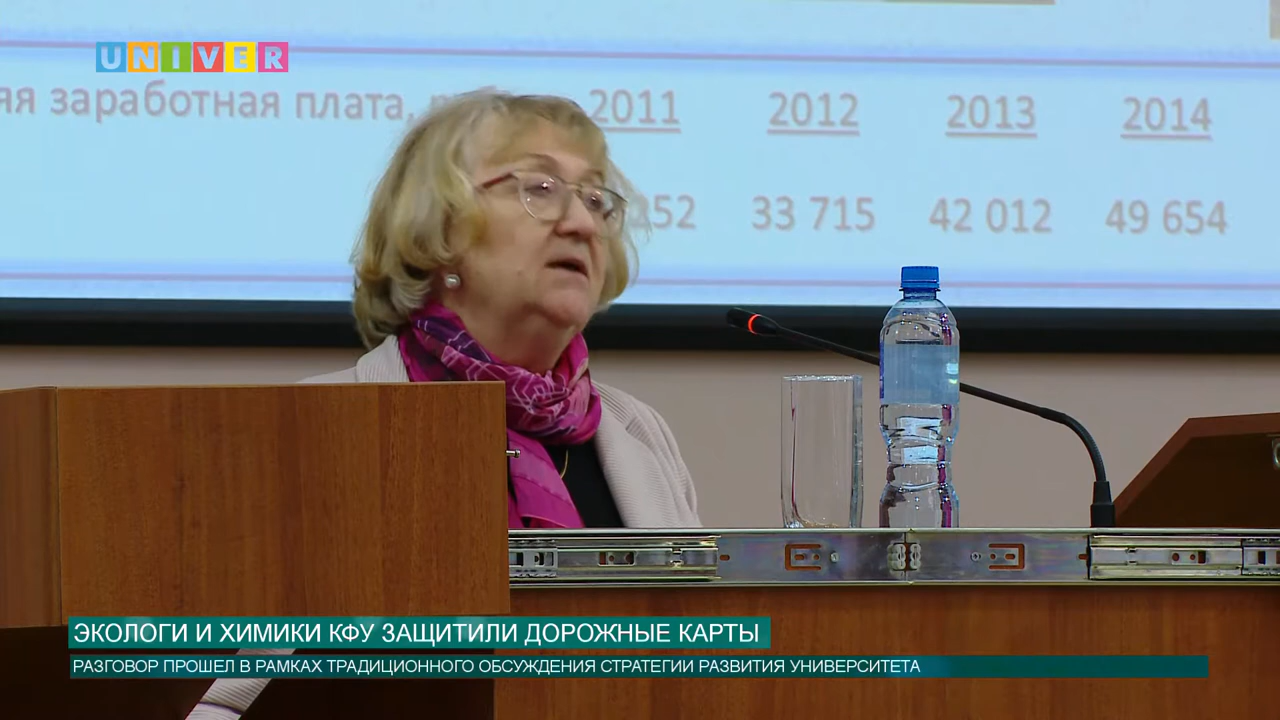 UNIVER
заработная плата, 2011 2012 2013 2014
33 715 42 012 49 654
ЭКОЛОГИ И ХИМИКИ КФУ ЗАЩИТИЛИ ДОРОЖНЫЕ КАРТЫ
РАЗГОВОР ПРОШЕЛ В РАМКАХ ТРАДИЦИОННОГО ОБСУЖДЕНИЯ СТРАТЕГИИ РАЗВИТИЯ УНИВЕРСИТЕТА